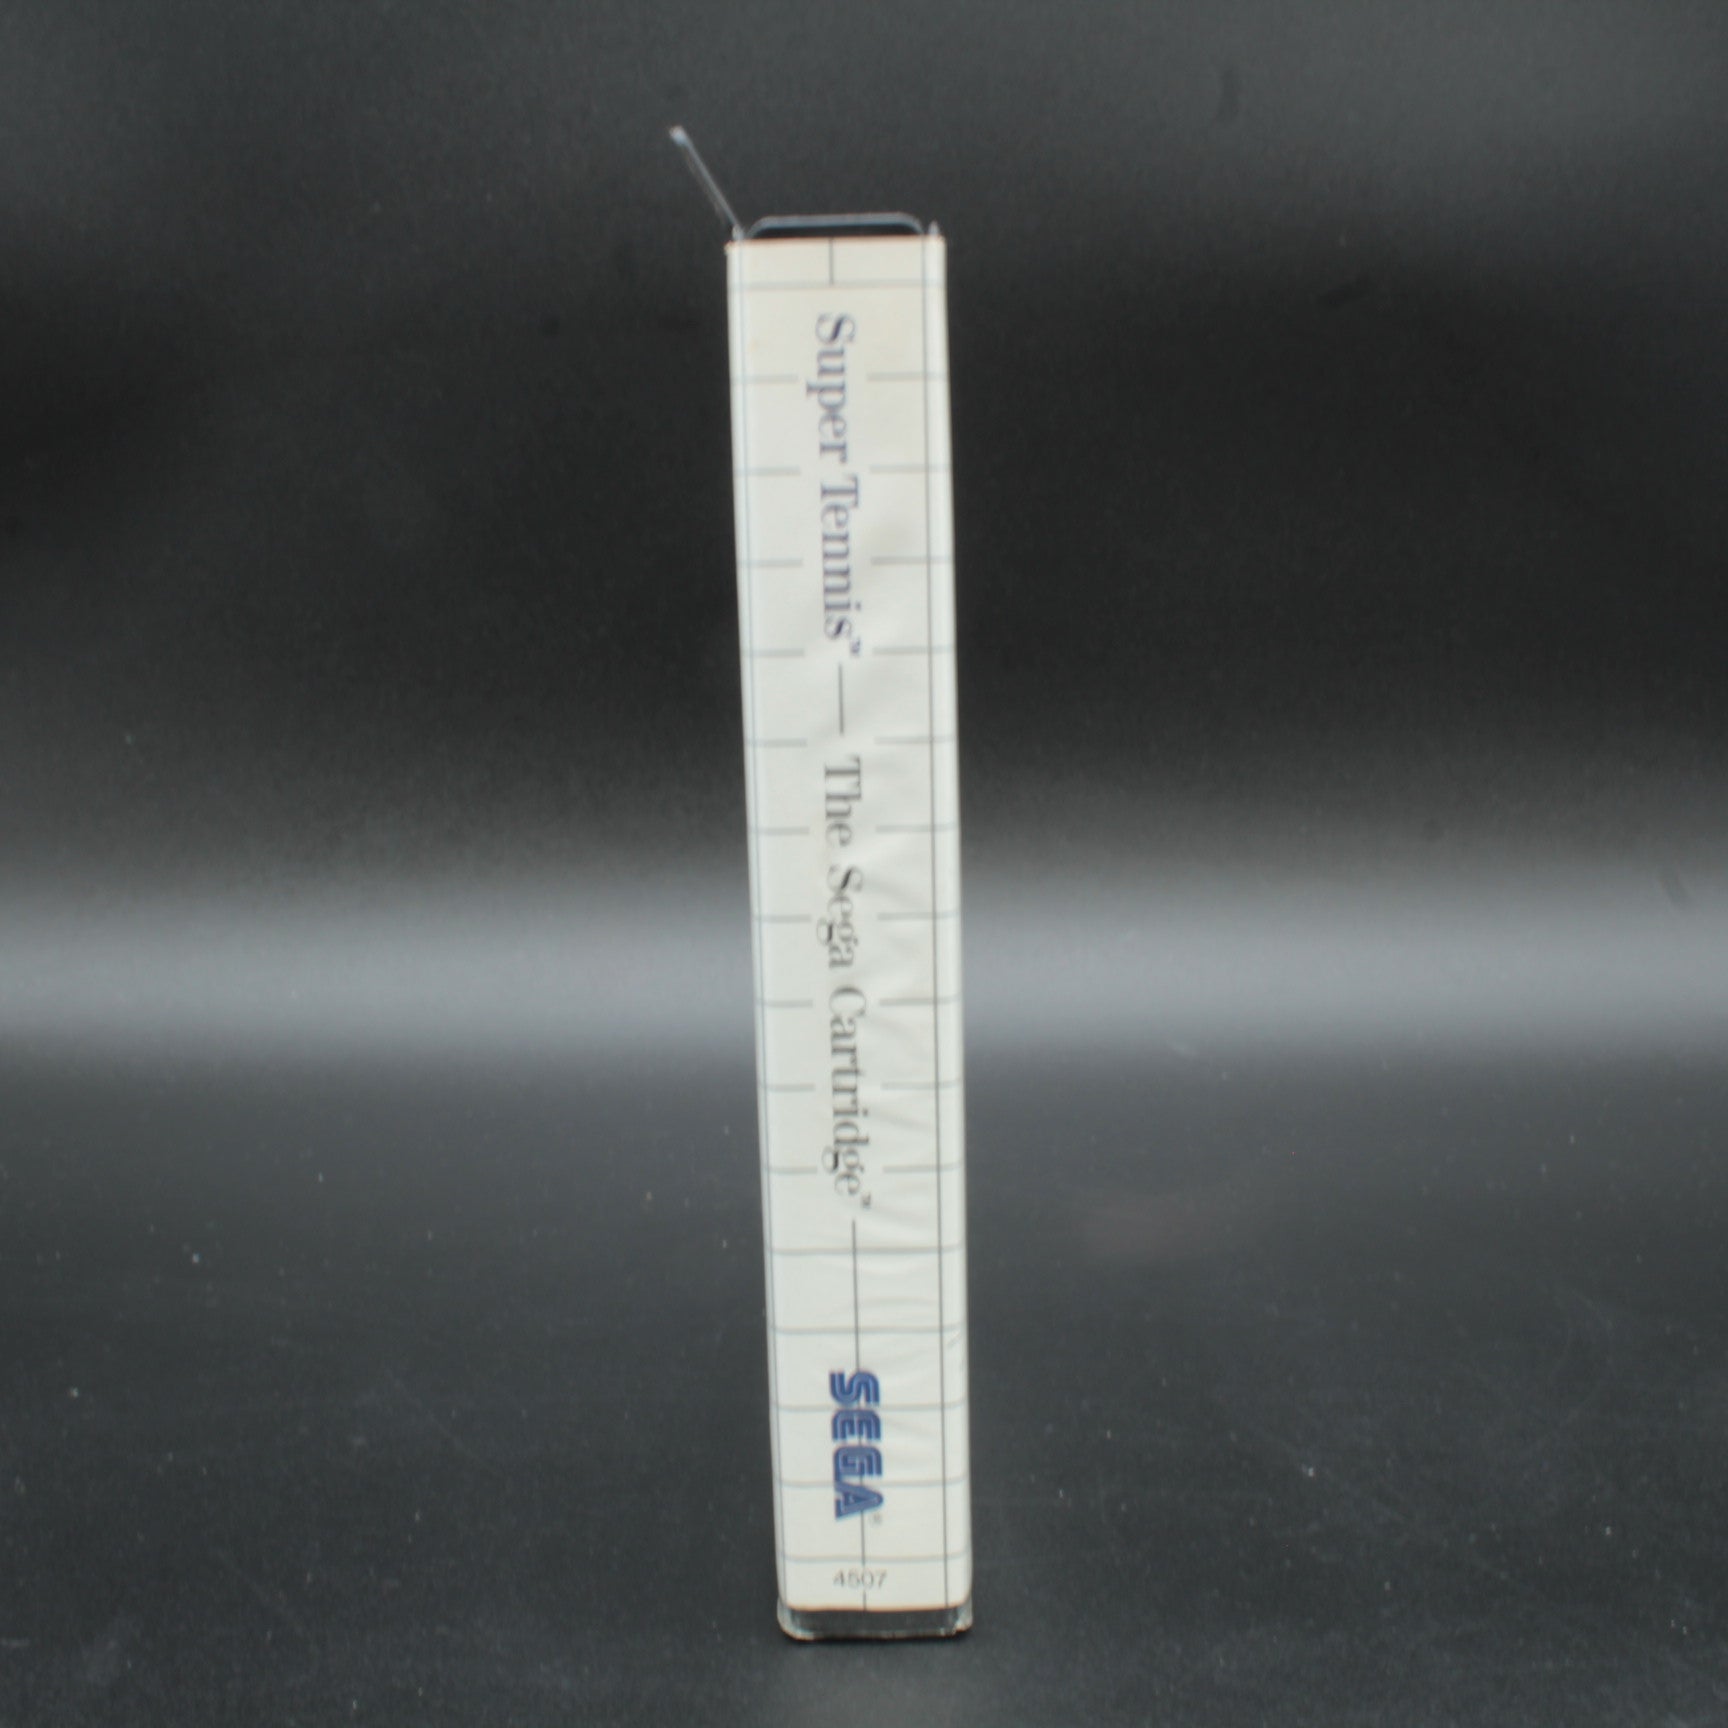 Super Tennis™ — The Sega Cartridge™
SEGA®
4507